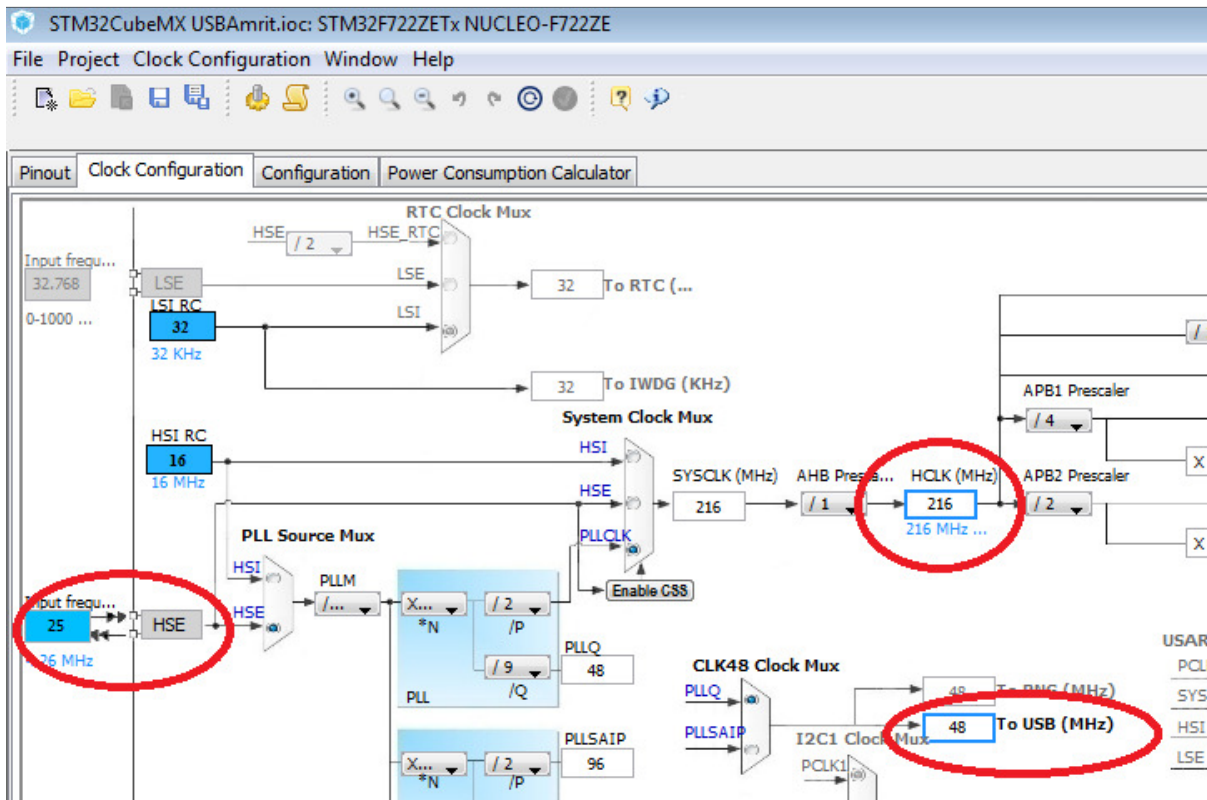 STM32CubeMX USBAmrit.ioc: STM32F722ZETx NUCLEO-F722ZE
File Project Clock Configuration Window Help
Pinout Clock Configuration Configuration Power Consumption Calculator
RTC Clock Mux
HSE / 2 HSE_RTC
Input frequ...
32.768
LSE
LSE
32 To RTC (...
0-1000 ...
LSI RC
32
LSI
32 KHz
32 To IWDG (KHz)
APB1 Prescaler
/ 4
/
System Clock Mux
HSI RC
16
16 MHz
HSI
X
SYSCLK (MHz) AHB Presca... HCLK (MHz) APB2 Prescaler
HSE
216 / 1 216 / 2
216 MHz ...
PLL Source Mux
PLLCLK
X
HSI
PLLM
/...
Enable CSS
Input frequ...
25
HSE
HSE
X... / 2
*N /P
26 MHz
PLLQ
/ 9 48
/Q
PLL
CLK48 Clock Mux
PLLQ
48 To RNG (MHz)
48 To USB (MHz)
PLLSAIP
I2C1 Clock Mux
PCLK1
PLLSAIP
X... / 2 96
*N /P
USAR
PCL
SYS
HSI
LSE